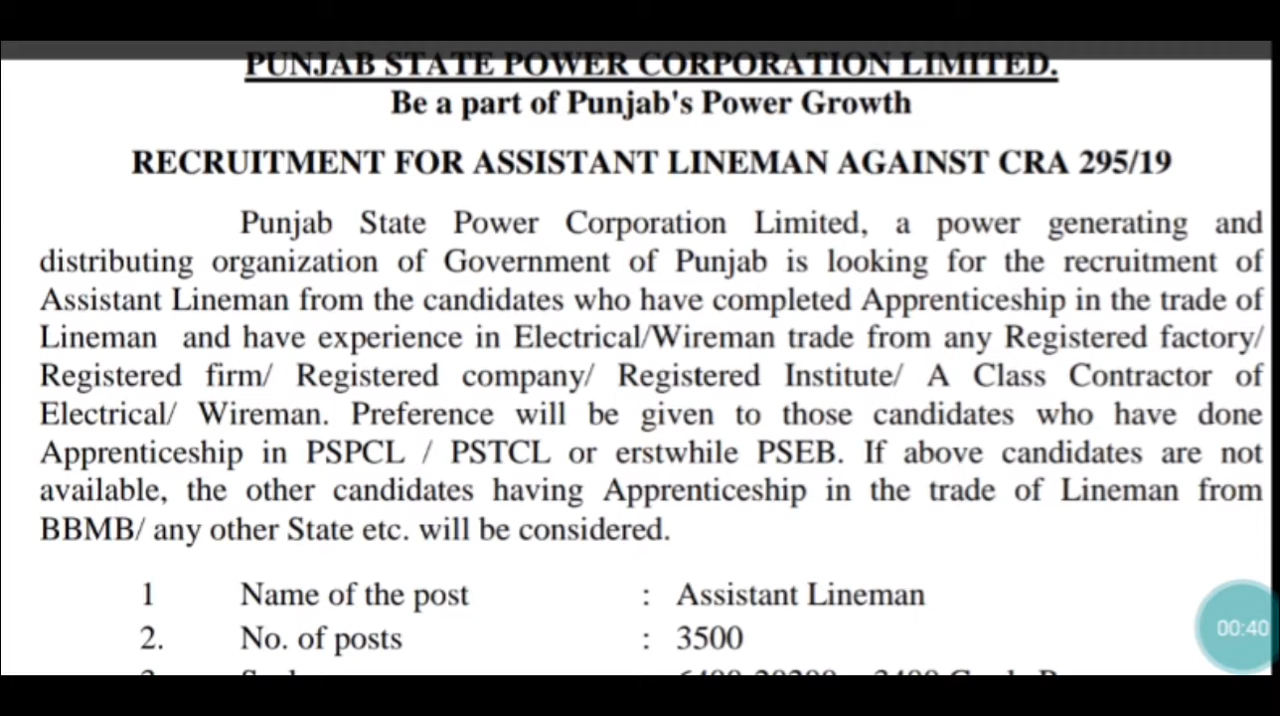 PUNJAB STATE POWER CORPORATION LIMITED.
Be a part of Punjab's Power Growth
RECRUITMENT FOR ASSISTANT LINEMAN AGAINST CRA 295/19
Punjab State Power Corporation Limited, a power generating and
distributing organization of Government of Punjab is looking for the recruitment of
Assistant Lineman from the candidates who have completed Apprenticeship in the trade of
Lineman and have experience in Electrical/Wireman trade from any Registered factory/
Registered firm/ Registered company/ Registered Institute/ A Class Contractor of
Electrical/ Wireman. Preference will be given to those candidates who have done
Apprenticeship in PSPCL / PSTCL or erstwhile PSEB. If above candidates are not
available, the other candidates having Apprenticeship in the trade of Lineman from
BBMB/ any other State etc. will be considered.
1 Name of the post : Assistant Lineman
2. No. of posts : 3500
00:40